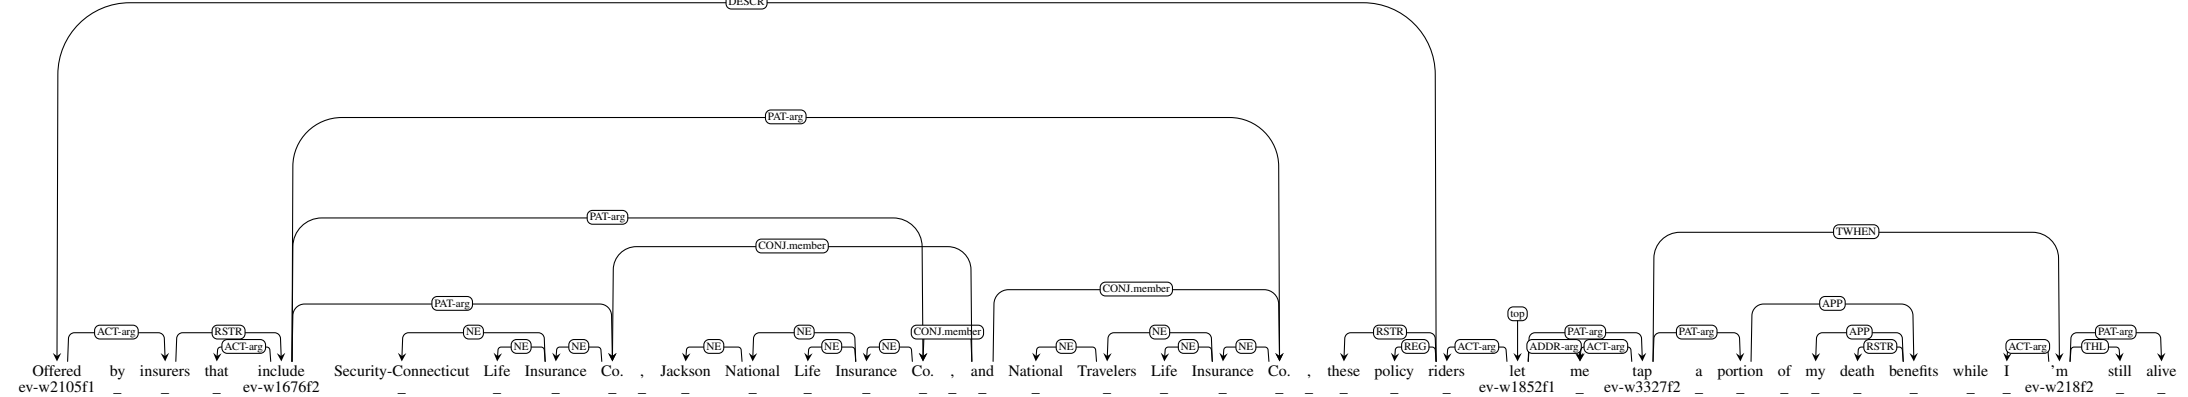 DESCR
PAT-arg
PAT-arg
TWHEN
CONJ.member
CONJ.member
PAT-arg APP
top
ACT-arg RSTR NE NE CONJ.member NE RSTR PAT-arg PAT-arg APP PAT-arg
ACT-arg NE NE NE NE NE NE NE NE REG ACT-arg ADDR-arg ACT-arg RSTR ACT-arg THL
Offered by insurers that include Security-Connecticut Life Insurance Co. , Jackson National Life Insurance Co. , and National Travelers Life Insurance Co. , these policy riders let me tap a portion of my death benefits while I 'm still alive
ev-w2105f1 _ _ _ ev-w1676f2 _ _ _ _ _ _ _ _ _ _ _ _ _ _ _ _ _ _ _ _ _ ev-w1852f1 _ ev-w3327f2 _ _ _ _ _ _ _ _ ev-w218f2 _ _